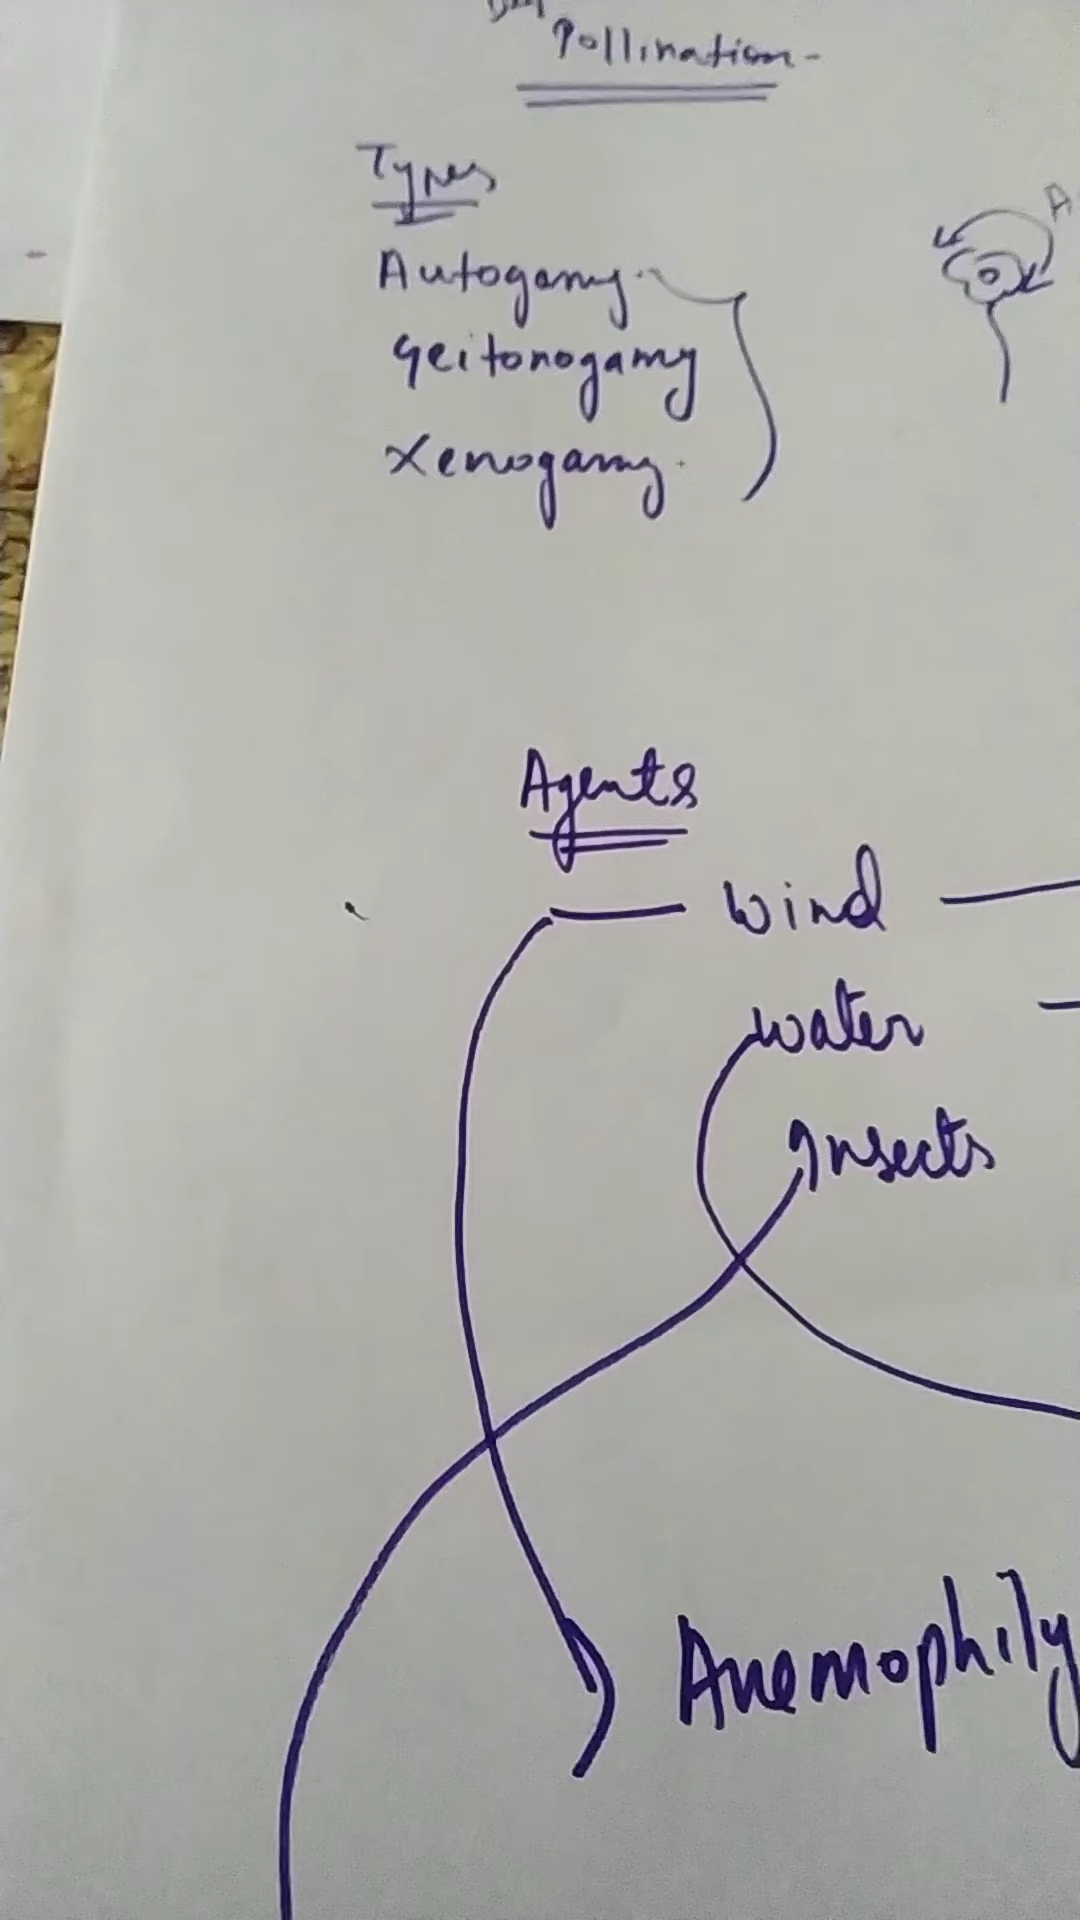 Pollination
Types
Autogamy
Geitonogamy
Xenogamy
A
Agents
Wind
water
Insects
Anemophily